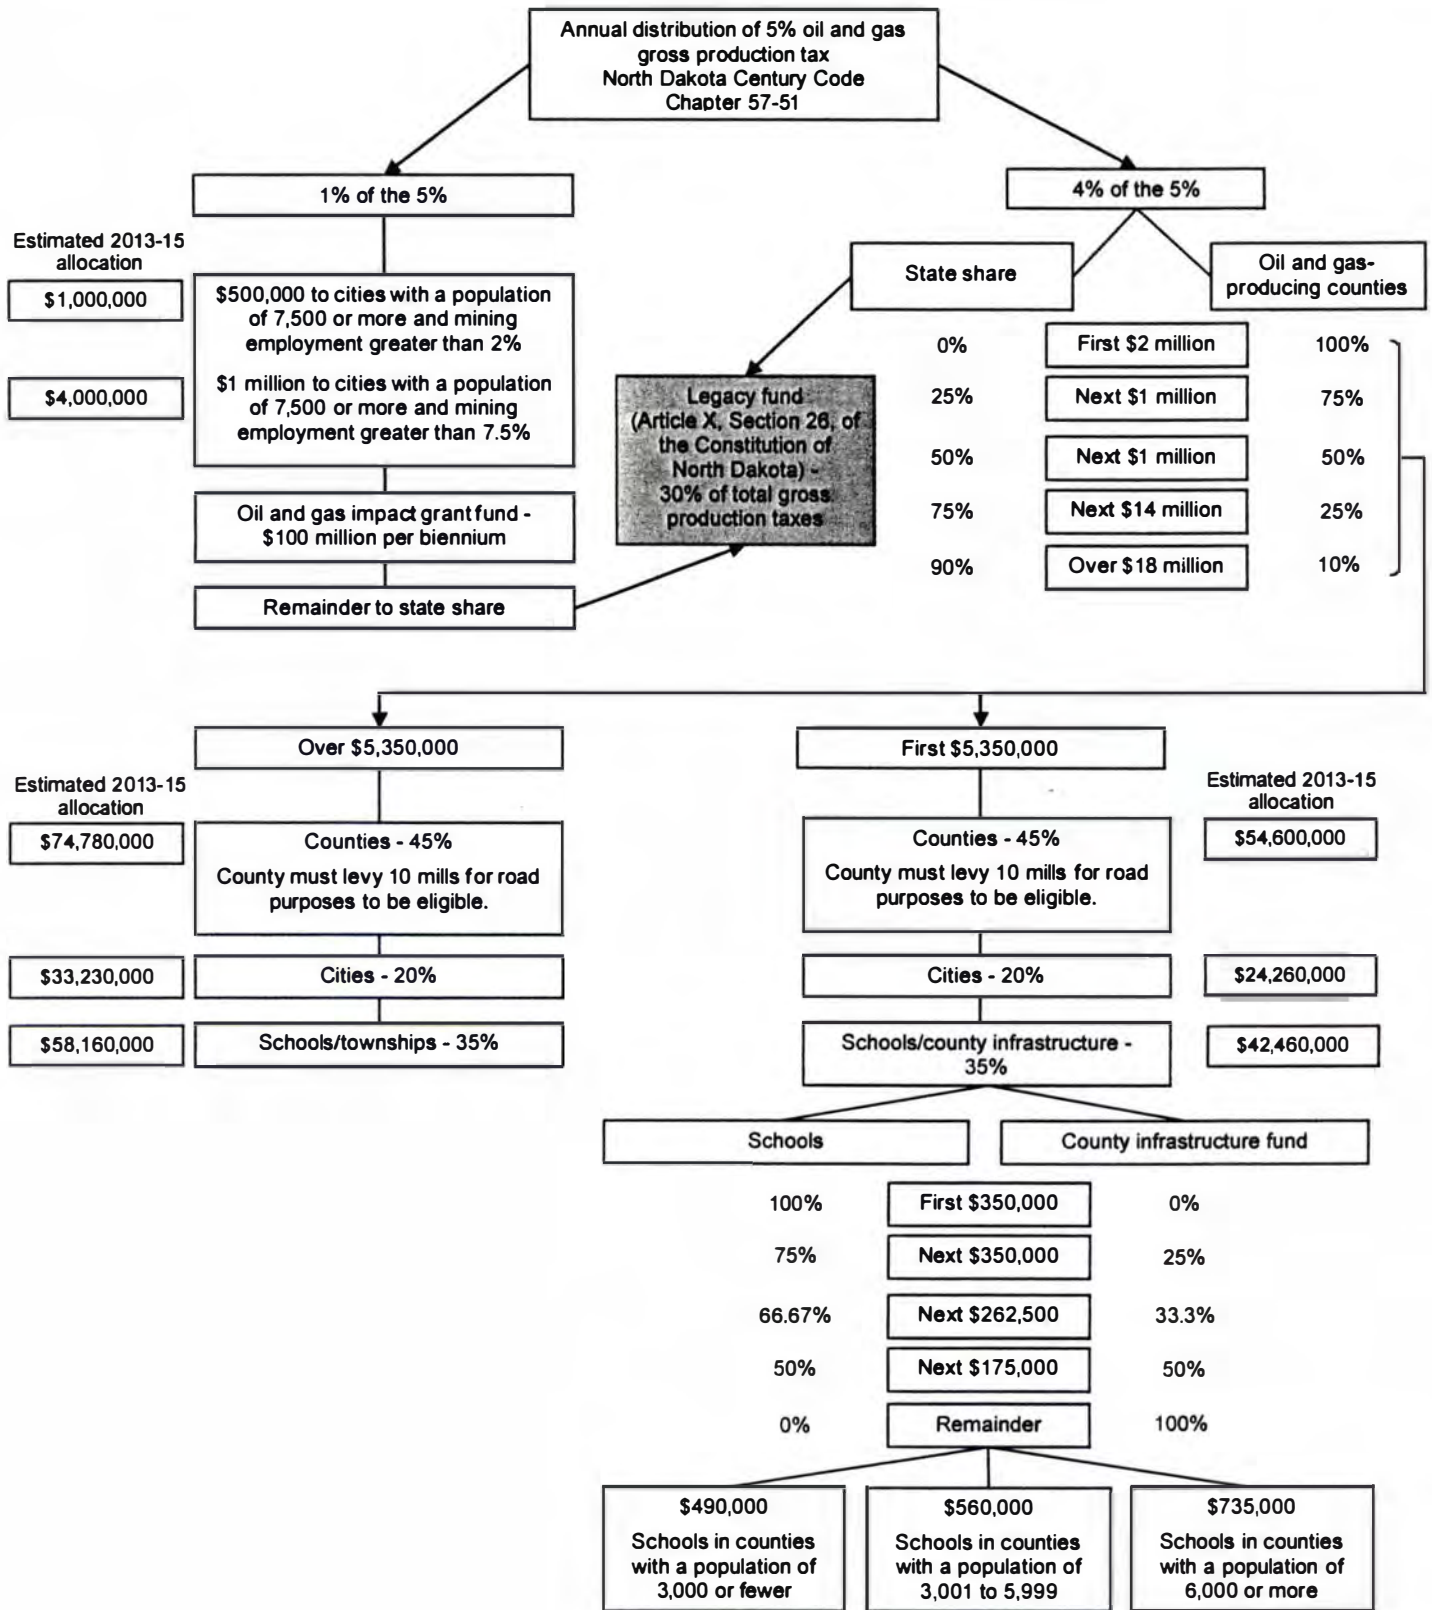 Annual distribution of 5% oil and gas
gross production tax
North Dakota Century Code
Chapter 57-51
1% of the 5%
4% of the 5%
Estimated 2013-15
allocation
$1,000,000
$500,000 to cities with a population
of 7,500 or more and mining
employment greater than 2%
$4,000,000
$1 million to cities with a population
of 7,500 or more and mining
employment greater than 7.5%
Oil and gas impact grant fund -
$100 million per biennium
Remainder to state share
Legacy fund
(Article X, Section 26, of
the Constitution of
North Dakota) -
30% of total gross
production taxes
State share
Oil and gas-
producing counties
0% First $2 million 100%
25% Next $1 million 75%
50% Next $1 million 50%
75% Next $14 million 25%
90% Over $18 million 10%
Over $5,350,000
Estimated 2013-15
allocation
$74,780,000
Counties - 45%
County must levy 10 mills for road
purposes to be eligible.
$33,230,000 Cities - 20%
$58,160,000 Schools/townships - 35%
First $5,350,000
Estimated 2013-15
allocation
Counties - 45%
$54,600,000
County must levy 10 mills for road
purposes to be eligible.
Cities - 20% $24,260,000
Schools/county infrastructure -
35%
$42,460,000
Schools
County infrastructure fund
100% First $350,000 0%
75% Next $350,000 25%
66.67% Next $262,500 33.3%
50% Next $175,000 50%
0% Remainder 100%
$490,000
Schools in counties
with a population of
3,000 or fewer
$560,000
Schools in counties
with a population of
3,001 to 5,999
$735,000
Schools in counties
with a population of
6,000 or more